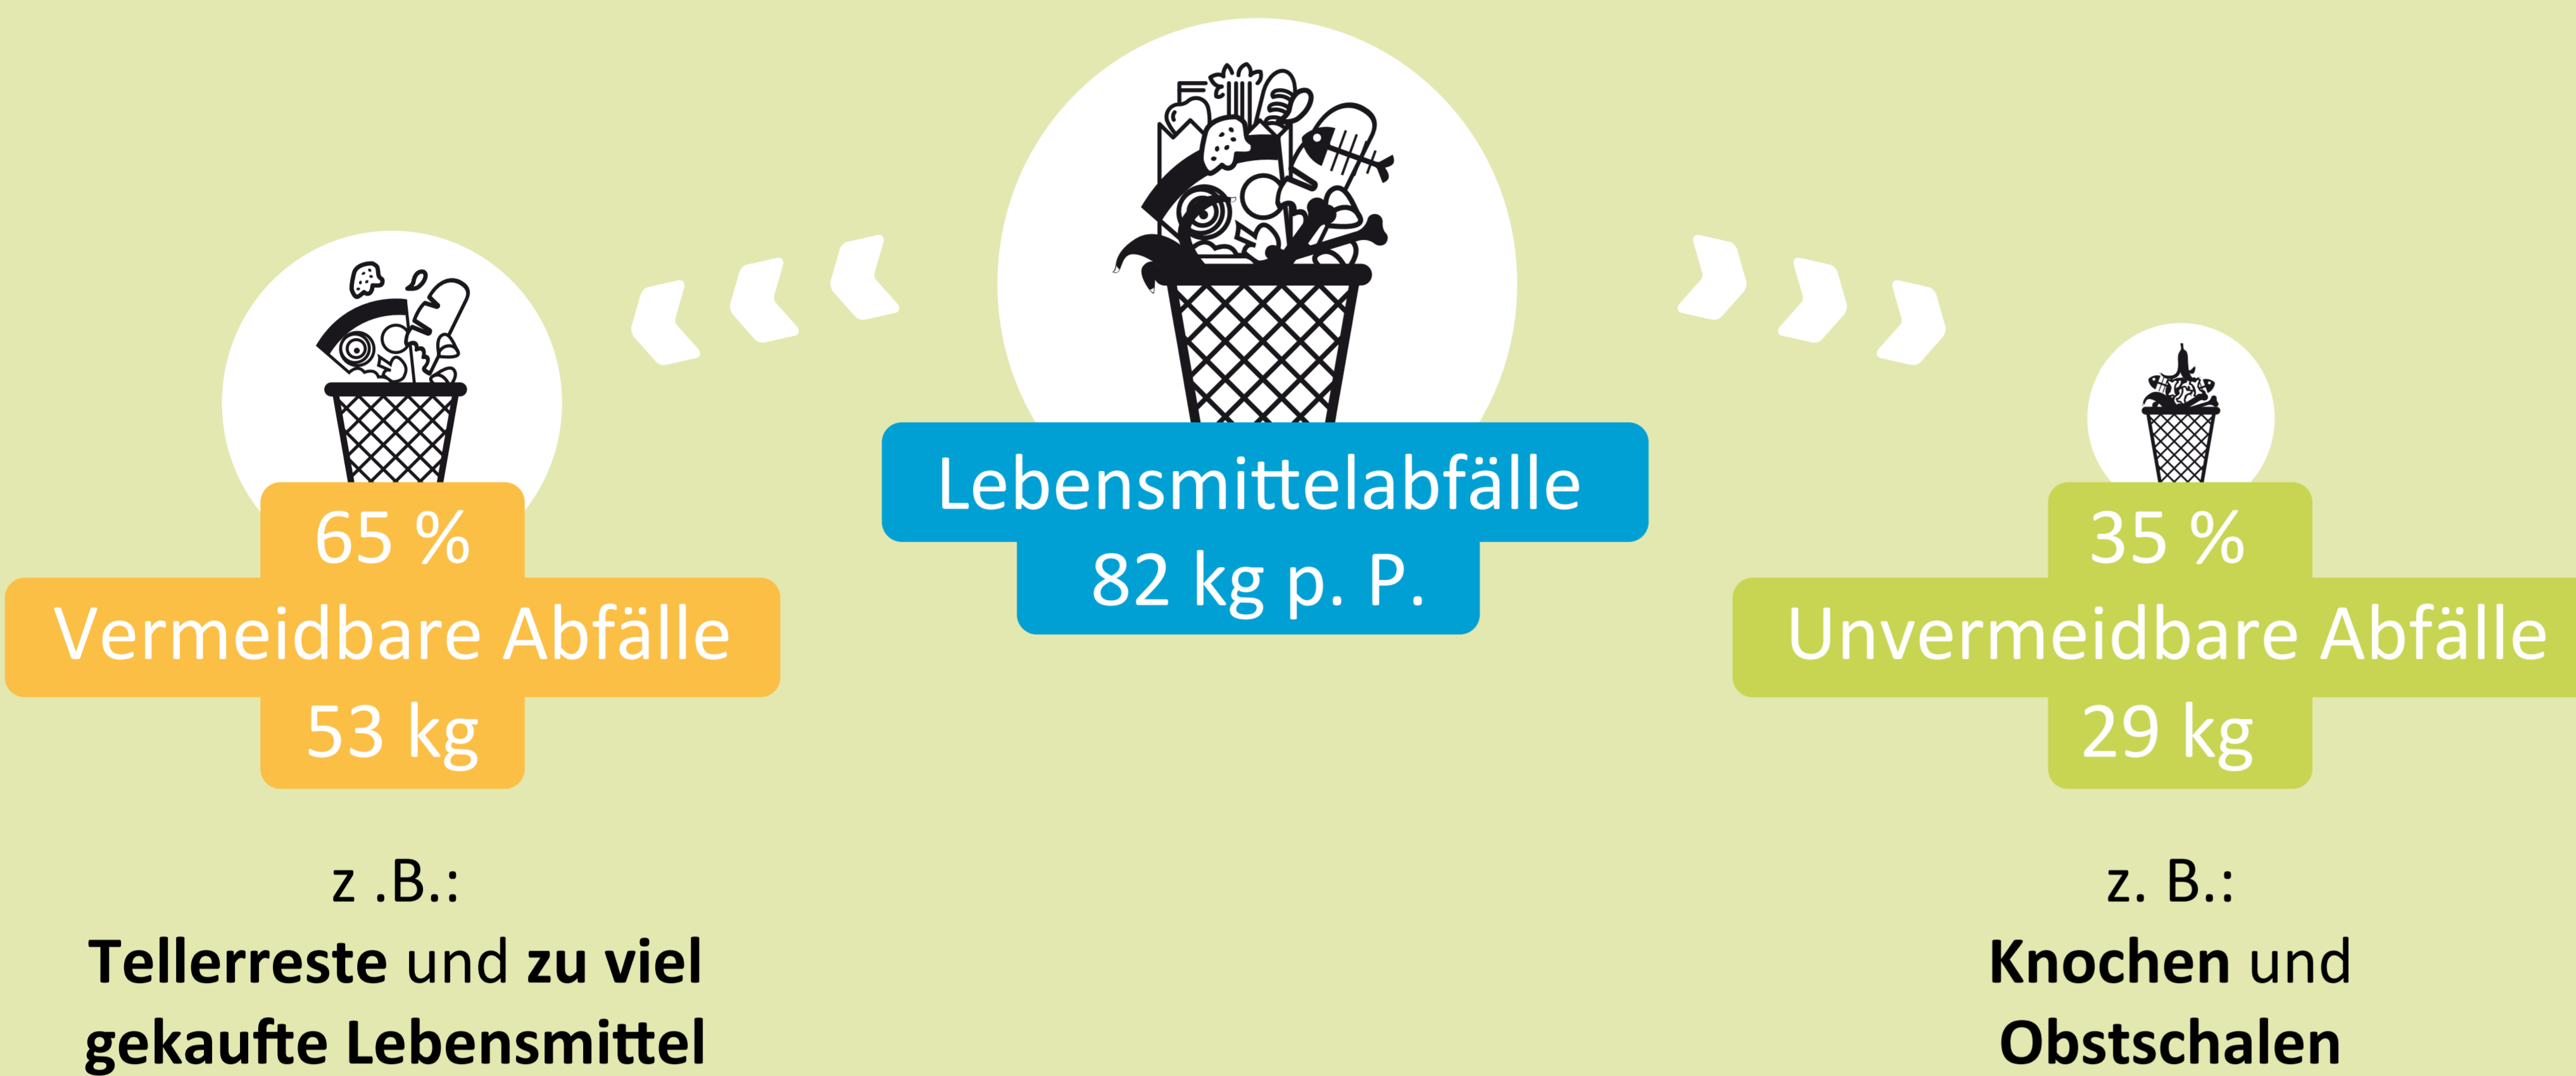 Lebensmittelabfälle
82 kg p. P.
65 %
Vermeidbare Abfälle
53 kg
z .B.:
Tellerreste und zu viel
gekaufte Lebensmittel
35 %
Unvermeidbare Abfälle
29 kg
z. B.:
Knochen und
Obstschalen